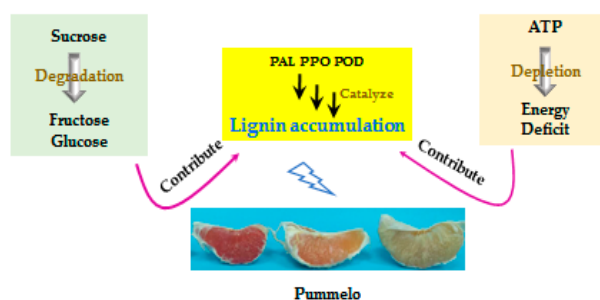 Sucrose
Degradation
Fructose
Glucose
Contribute
PAL PPO POD
Catalyze
Lignin accumulation
ATP
Depletion
Energy
Deficit
Contribute
Pummelo